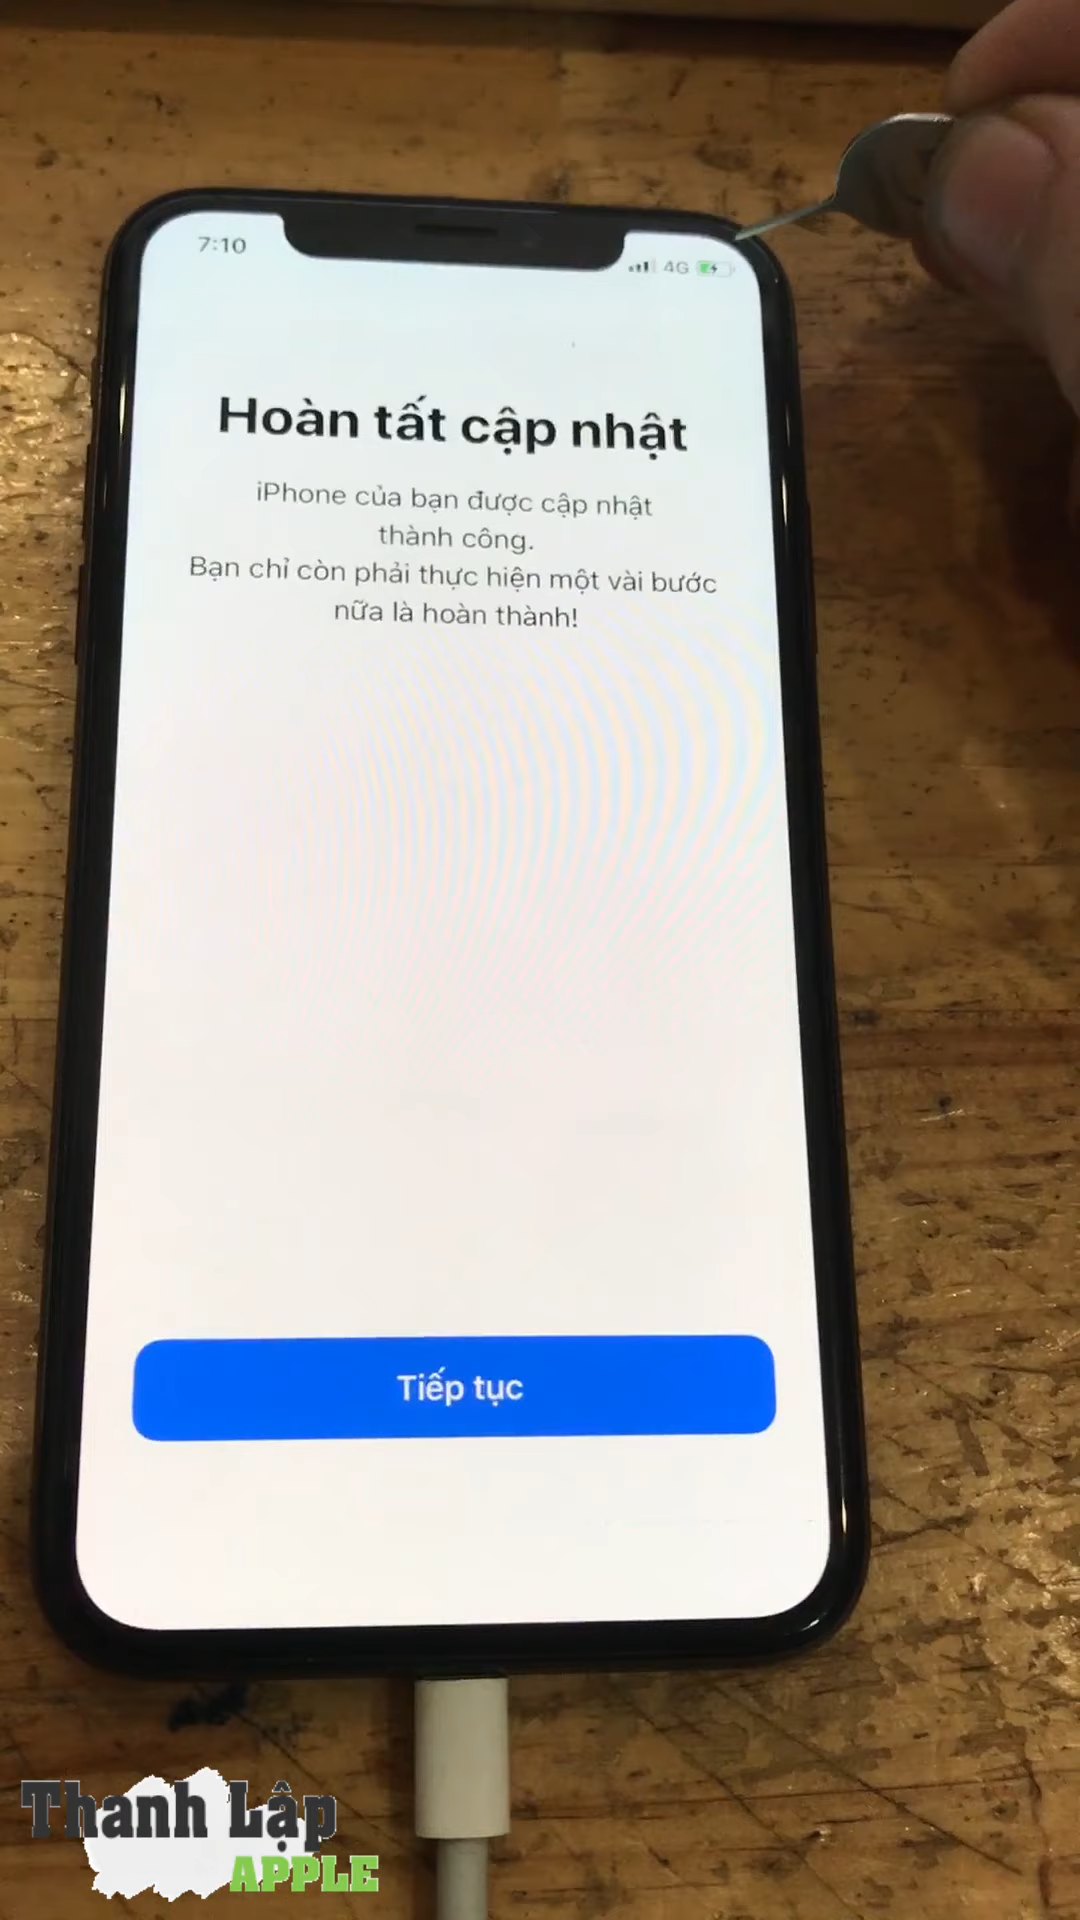 7:10
4G
Hoàn tất cập nhật
iPhone của bạn được cập nhật
thành công.
Bạn chỉ còn phải thực hiện một vài bước
nữa là hoàn thành!
Tiếp tục
Thanh Lập
APPLE